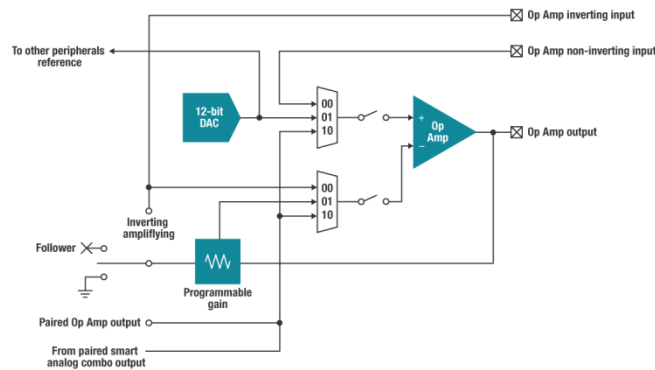 Op Amp inverting input
To other peripherals
reference
Op Amp non-inverting input
12-bit
DAC
00
01
10
+
Op
Amp
−
Op Amp output
00
01
10
Inverting
ampliflying
Follower
Programmable
gain
Paired Op Amp output
From paired smart
analog combo output